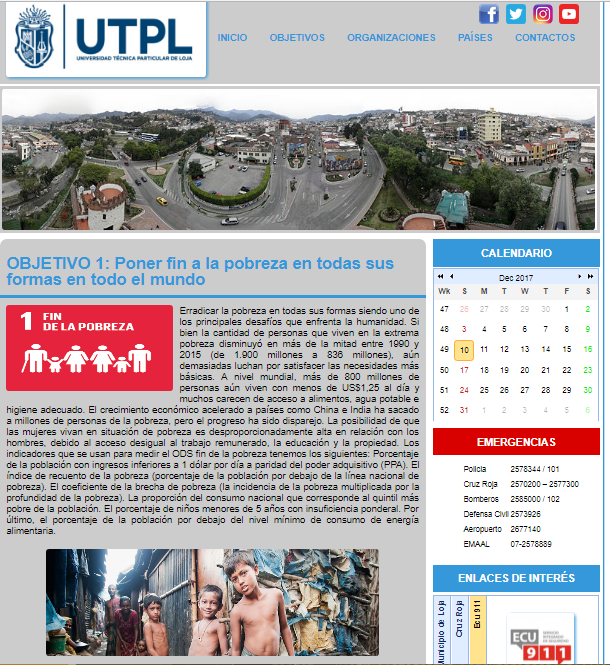 UTPL
UNIVERSIDAD TÉCNICA PARTICULAR DE LOJA
INICIO OBJETIVOS ORGANIZACIONES PAÍSES CONTACTOS
OBJETIVO 1: Poner fin a la pobreza en todas sus
formas en todo el mundo
1 FIN
DE LA POBREZA
Erradicar la pobreza en todas sus formas siendo uno de
los principales desafíos que enfrenta la humanidad. Si
bien la cantidad de personas que viven en la extrema
pobreza disminuyó en más de la mitad entre 1990 y
2015 (de 1.900 millones a 836 millones), aún
demasiadas luchan por satisfacer las necesidades más
básicas. A nivel mundial, más de 800 millones de
personas aún viven con menos de US$1,25 al día y
muchos carecen de acceso a alimentos, agua potable e
higiene adecuado. El crecimiento económico acelerado a países como China e India ha sacado
a millones de personas de la pobreza, pero el progreso ha sido disparejo. La posibilidad de que
las mujeres vivan en situación de pobreza es desproporcionadamente alta en relación con los
hombres, debido al acceso desigual al trabajo remunerado, la educación y la propiedad. Los
indicadores que se usan para medir el ODS fin de la pobreza tenemos los siguientes: Porcentaje
de la población con ingresos inferiores a 1 dólar por día a paridad del poder adquisitivo (PPA). El
índice de recuento de la pobreza (porcentaje de la población por debajo de la línea nacional de
pobreza). El coeficiente de la brecha de pobreza (la incidencia de la pobreza multiplicada por la
profundidad de la pobreza). La proporción del consumo nacional que corresponde al quintil más
pobre de la población. El porcentaje de niños menores de 5 años con insuficiencia ponderal. Por
último, el porcentaje de la población por debajo del nivel mínimo de consumo de energía
alimentaria.
CALENDARIO
Dec 2017
Wk S M T W T F S
47 26 27 28 29 30 1 2
48 3 4 5 6 7 8 9
49 10 11 12 13 14 15 16
50 17 18 19 20 21 22 23
51 24 25 26 27 28 29 30
52 31 1 2 3 4 5 6
EMERGENCIAS
Policia 2578344 / 101
Cruz Roja 2570200 – 2577300
Bomberos 2585000 / 102
Defensa Civil 2573926
Aeropuerto 2677140
EMAAL 07-2578889
ENLACES DE INTERÉS
Municipio de Loja
Cruz Roja
Ecu 911
ECU
911